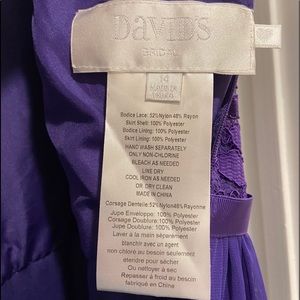 DAVID'S
BRIDAL
14
Bodice Lace: 52%Nylon48% Rayon
Skirt Shell: 100% Polyester
Bodice Lining: 100% Polyester
Skirt Lining: 100% Polyester
HAND WASH SEPARATELY
ONLY NON-CHLORINE
BLEACH AS NEEDED
LINE DRY
COOL IRON AS NEEDED
OR DRY CLEAN
MADE IN CHINA
Corsage Dentelle:52%Nylon48%Rayonne
Jupe Enveloppe: 100% Polyester
Corsage Doublure: 100% Polyester
Jupe Doublure: 100% Polyester
Laver à la main séparément
blanchir avec un agent
non chloré au besoin seulement
étendre pour sécher
Repasser à froid au besoin
Ou nettoyer à sec
fabriqué en Chine